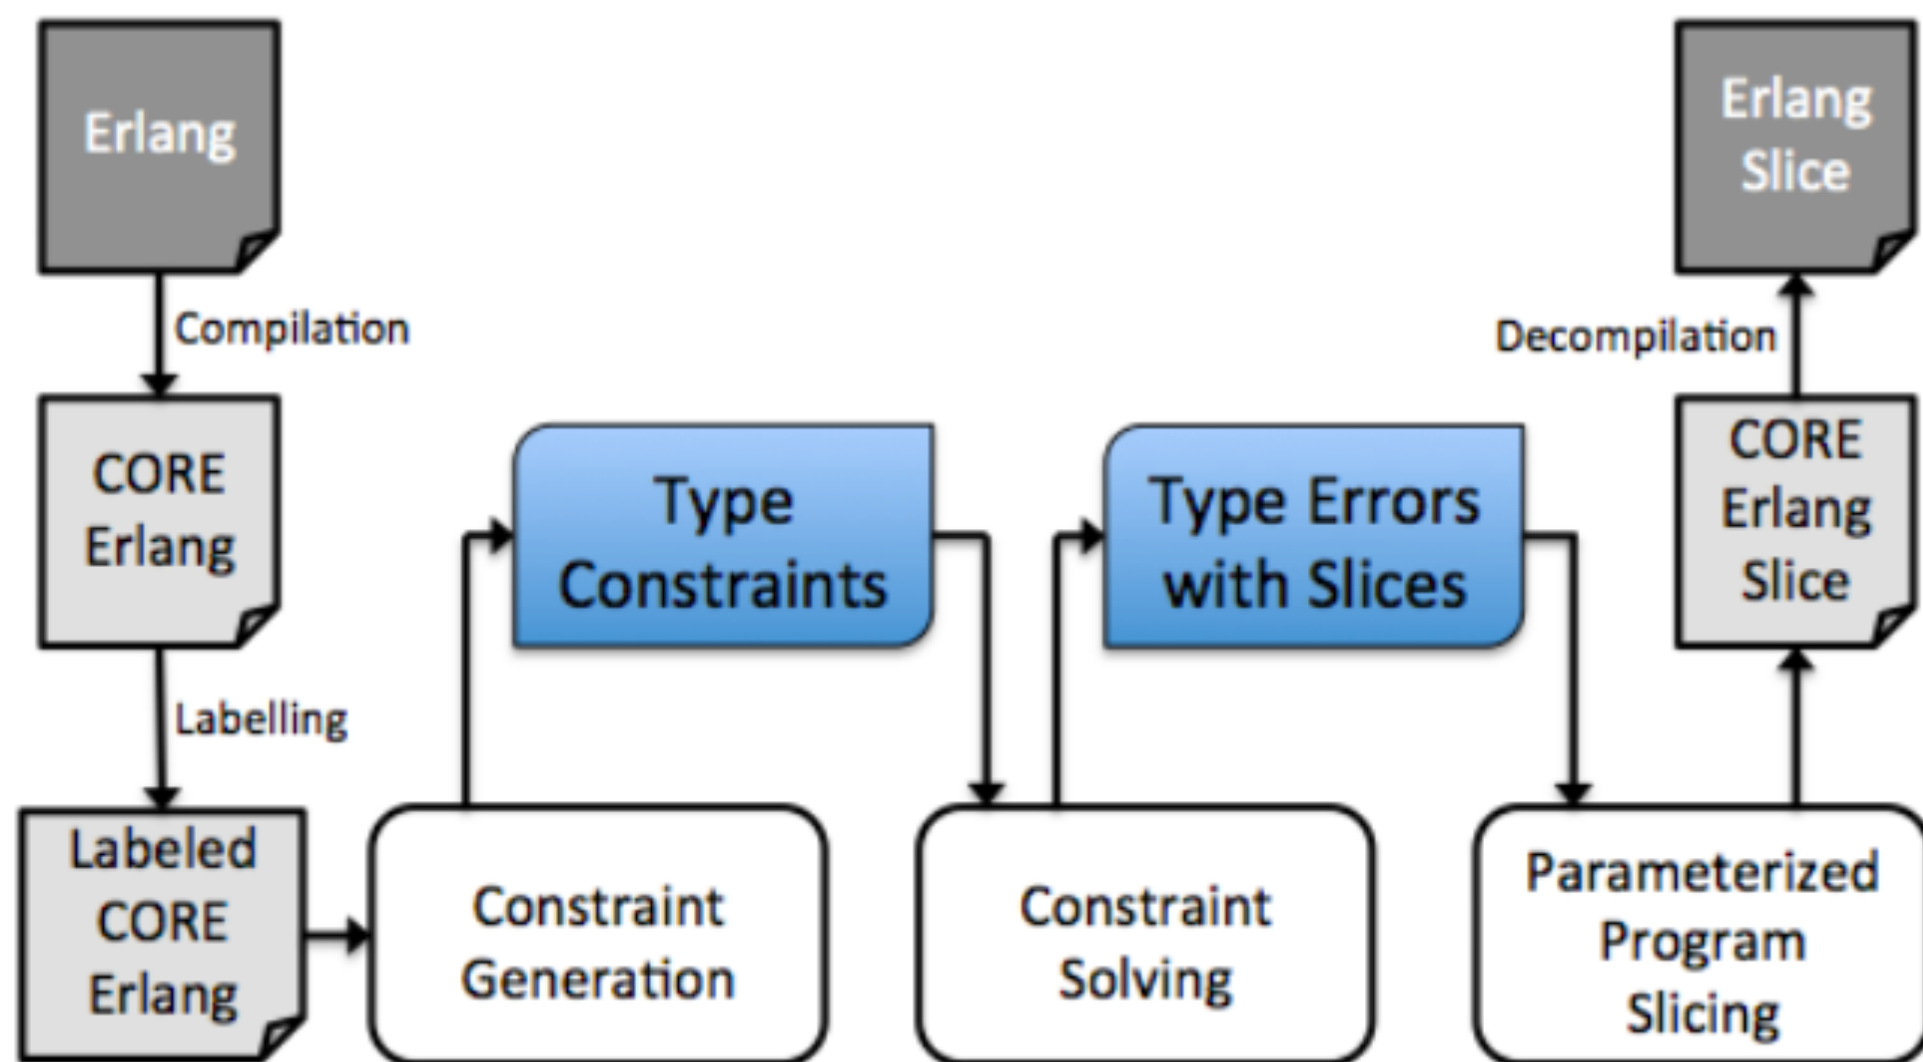 Erlang
Compilation
CORE
Erlang
Labelling
Labeled
CORE
Erlang
Constraint
Generation
Type
Constraints
Constraint
Solving
Type Errors
with Slices
Parameterized
Program
Slicing
CORE
Erlang
Slice
Decompilation
Erlang
Slice